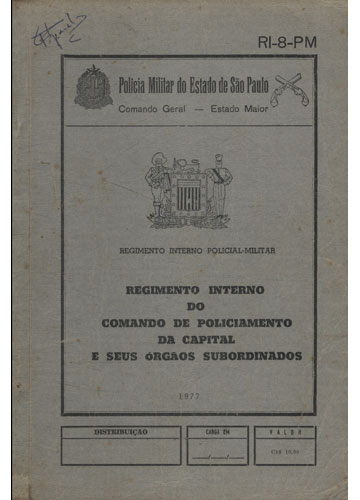 RI-8-PM
Polícia Militar do Estado de São Paulo
Comando Geral — Estado Maior
REGIMENTO INTERNO POLICIAL-MILITAR
REGIMENTO INTERNO
DO
COMANDO DE POLICIAMENTO
DA CAPITAL
E SEUS ÓRGÃOS SUBORDINADOS
1977
DISTRIBUIÇÃO
CARGA EM
VALOR